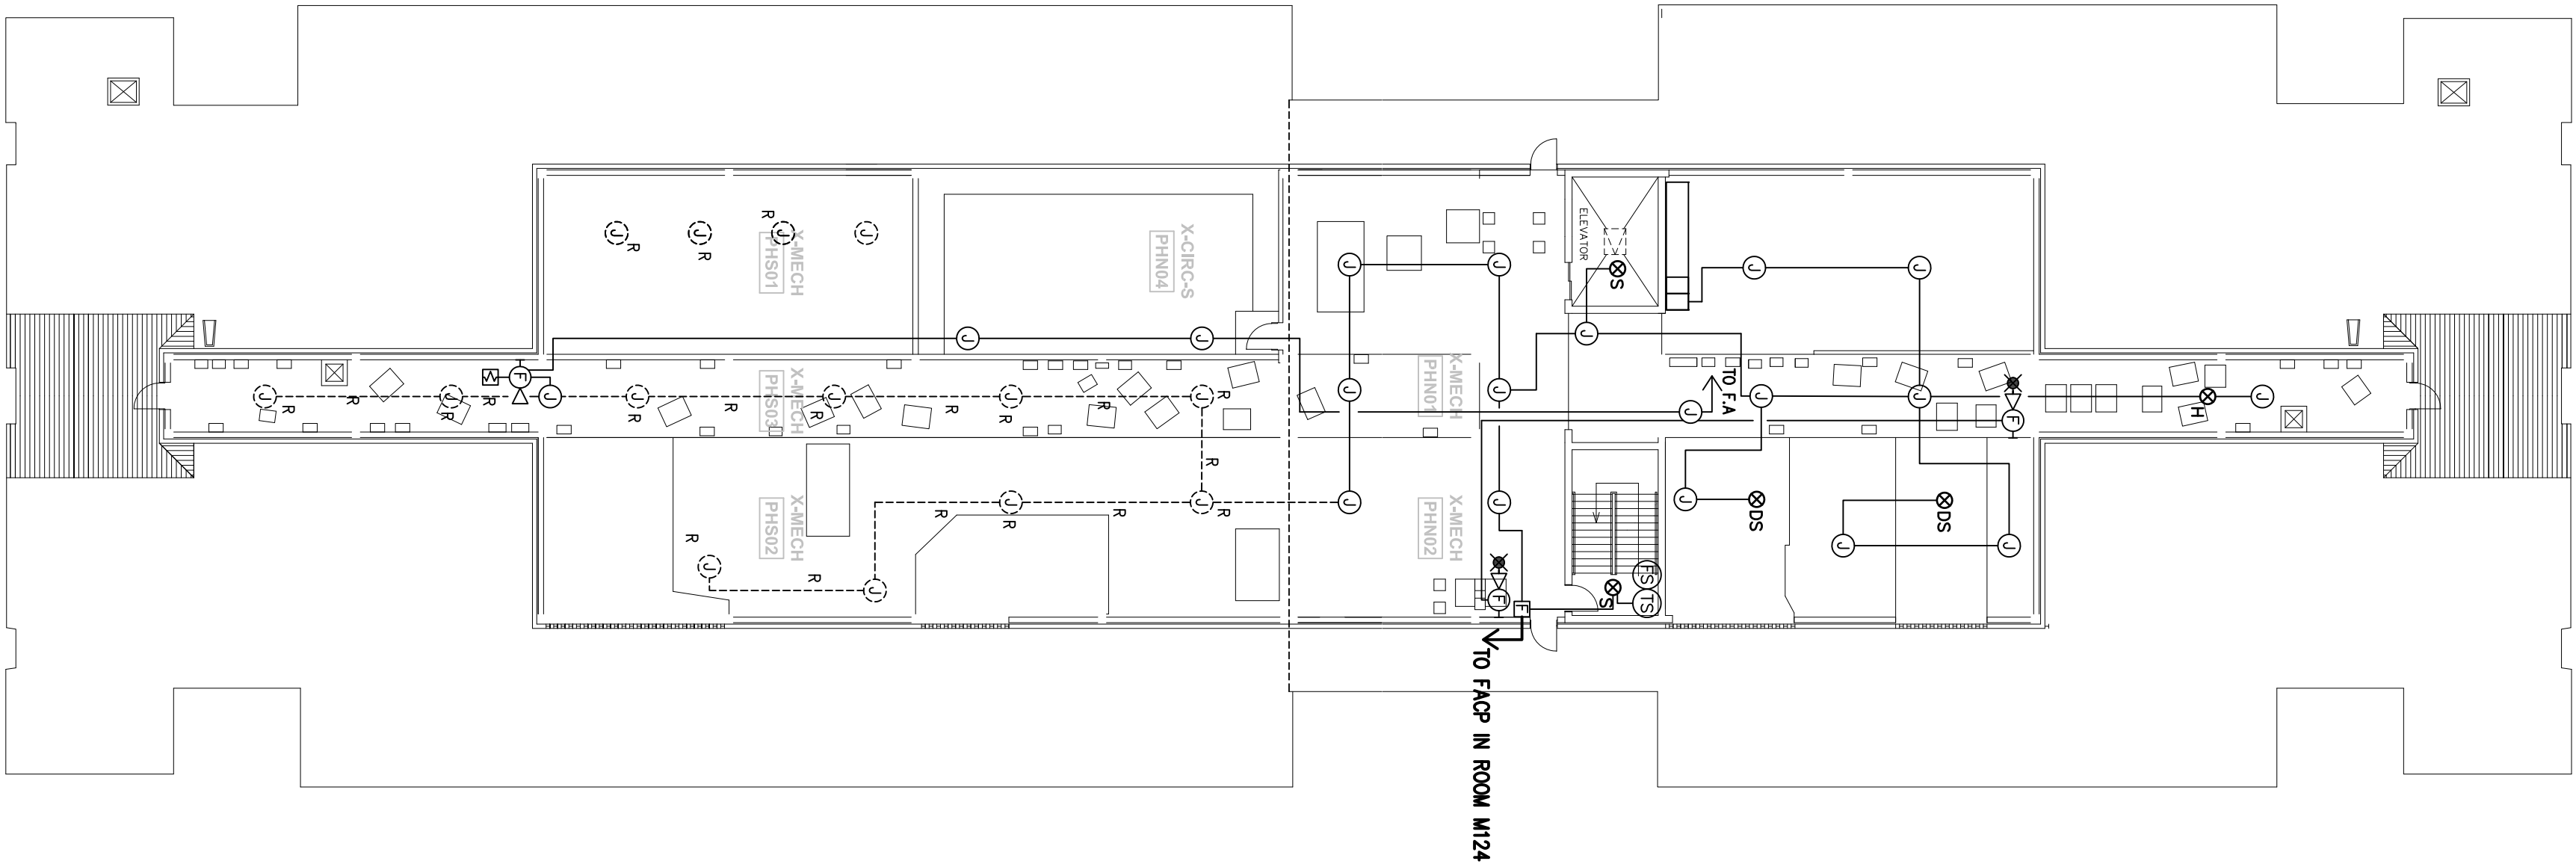 R
R
R
J
J
J
J
X-MECH
PHS01
X-CIRC-S
PHN04
ELEVATOR
S
J
J
J
J
J
J
J
F
J
J
J
J
J
J
J
R
R
R
R
R
R
R
R
R
R
X-MECH
PHS03
J
J
X-MECH
PHN01
TO F.A
J
J
J
F
H
J
R
J
J
J
J
R
R
R
R
X-MECH
PHS02
X-MECH
PHN02
J
DS
DS
J
J
R
J
R
J
F
F
S
FS
TS
TO FACP IN ROOM M124